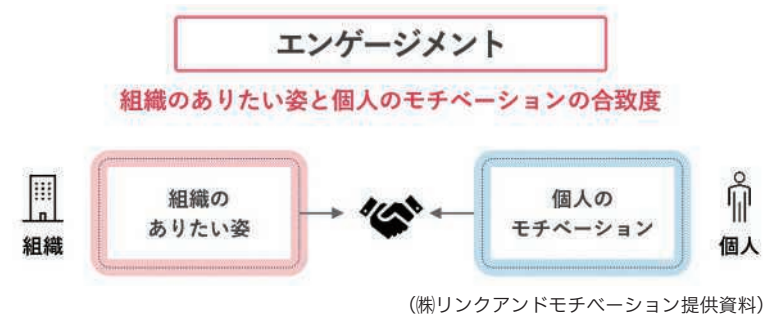 エンゲージメント
組織のありたい姿と個人のモチベーションの合致度
組織の
ありたい姿
個人の
モチベーション
組織
個人
(㈱リンクアンドモチベーション提供資料)